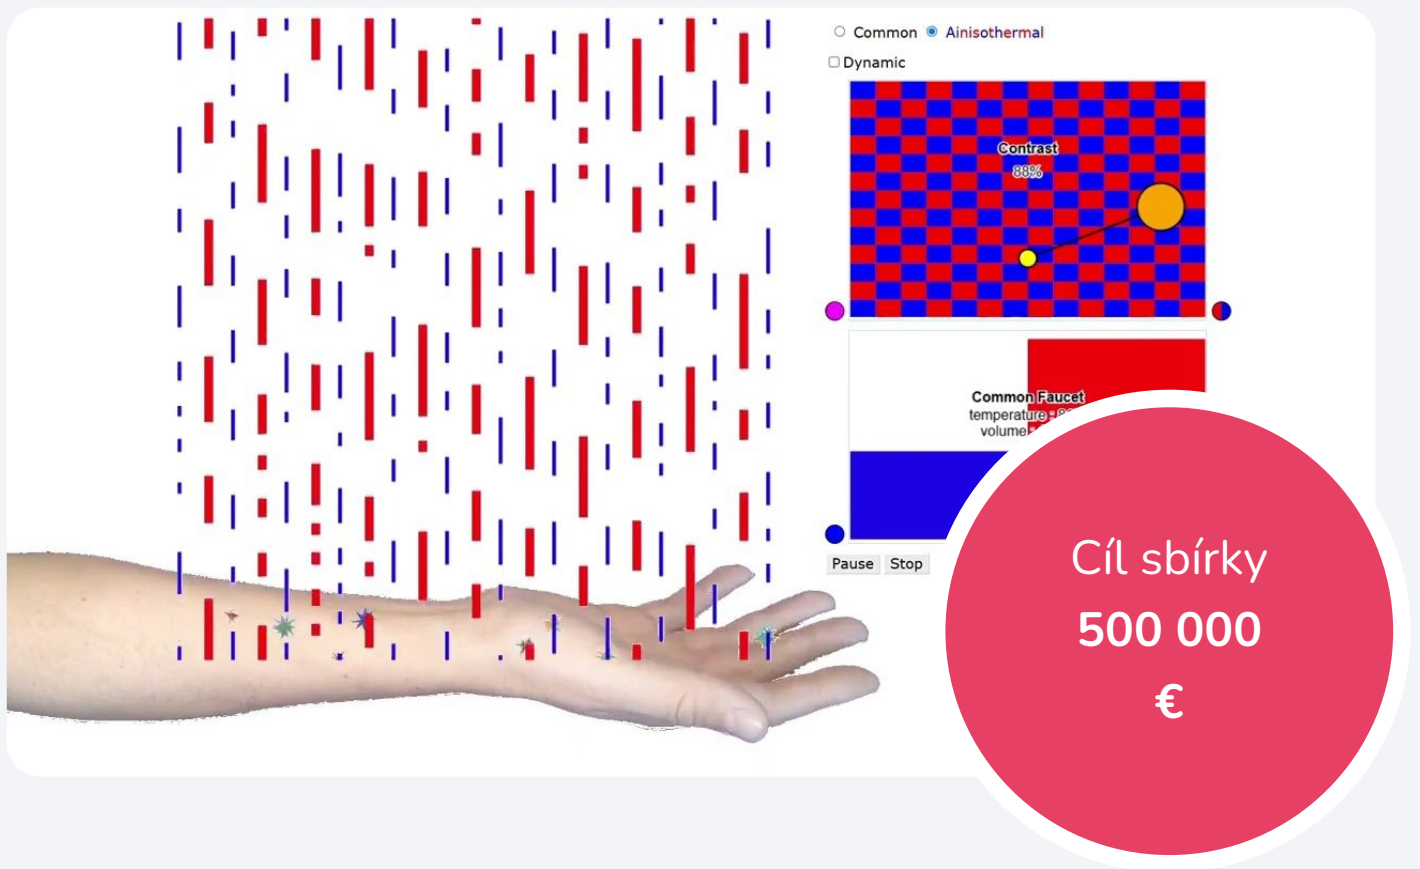 Common Ainisothermal
Dynamic
Contrast
88%
Common Faucet
temperature
volume
Pause Stop
Cíl sbírky
500 000
€